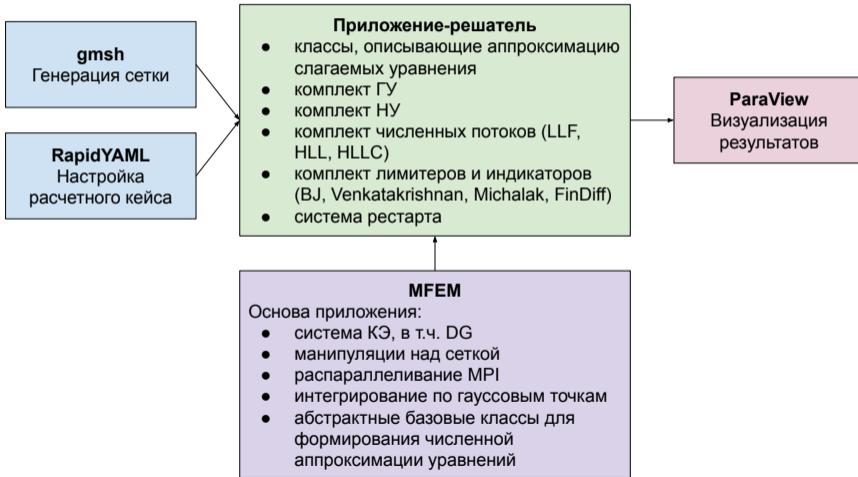 gmsh
Генерация сетки
RapidYAML
Настройка
расчетного кейса
Приложение-решатель
● классы, описывающие аппроксимацию
слагаемых уравнения
● комплект ГУ
● комплект НУ
● комплект численных потоков (LLF,
HLL, HLLC)
● комплект лимитеров и индикаторов
(BJ, Venkatakrishnan, Michalak, FinDiff)
● система рестарта
ParaView
Визуализация
результатов
MFEM
Основа приложения:
● система КЭ, в т.ч. DG
● манипуляции над сеткой
● распараллеливание MPI
● интегрирование по гауссовым точкам
● абстрактные базовые классы для
формирования численной
аппроксимации уравнений